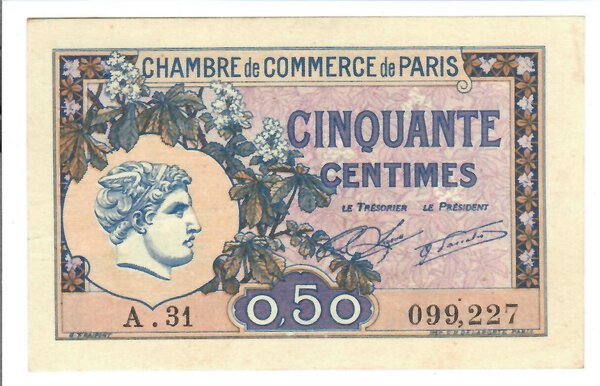 CHAMBRE de COMMERCE de PARIS
CINQUANTE
CENTIMES
LE TRÉSORIER LE PRÉSIDENT
A.31 0,50 099,227